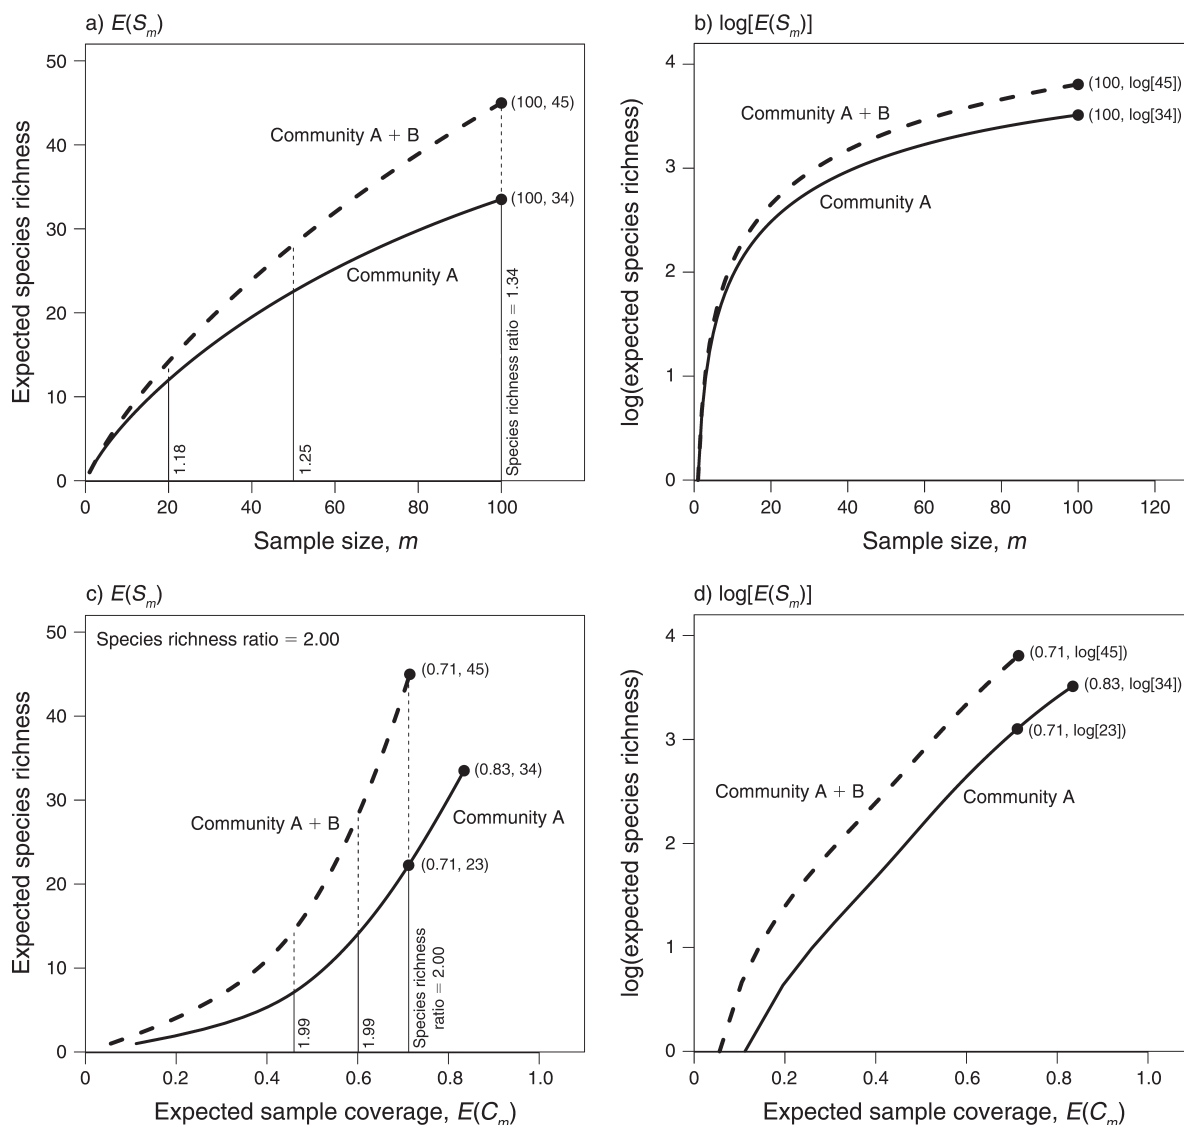 a) E(Sm)
Expected species richness
50
40
30
20
10
0
Community A + B
(100, 45)
(100, 34)
Community A
1.18
1.25
Species richness ratio = 1.34
0 20 40 60 80 100
Sample size, m
b) log[E(Sm)]
log(expected species richness)
4
3
2
1
0
Community A + B
(100, log[45])
(100, log[34])
Community A
0 20 40 60 80 100 120
Sample size, m
c) E(Sm)
Expected species richness
50
40
30
20
10
0
Species richness ratio = 2.00
(0.71, 45)
(0.83, 34)
Community A + B
Community A
(0.71, 23)
1.99
1.99
Species richness
ratio = 2.00
0 0.2 0.4 0.6 0.8 1.0
Expected sample coverage, E(Cm)
d) log[E(Sm)]
log(expected species richness)
4
3
2
1
0
(0.71, log[45])
(0.83, log[34])
(0.71, log[23])
Community A + B
Community A
0 0.2 0.4 0.6 0.8 1.0
Expected sample coverage, E(Cm)